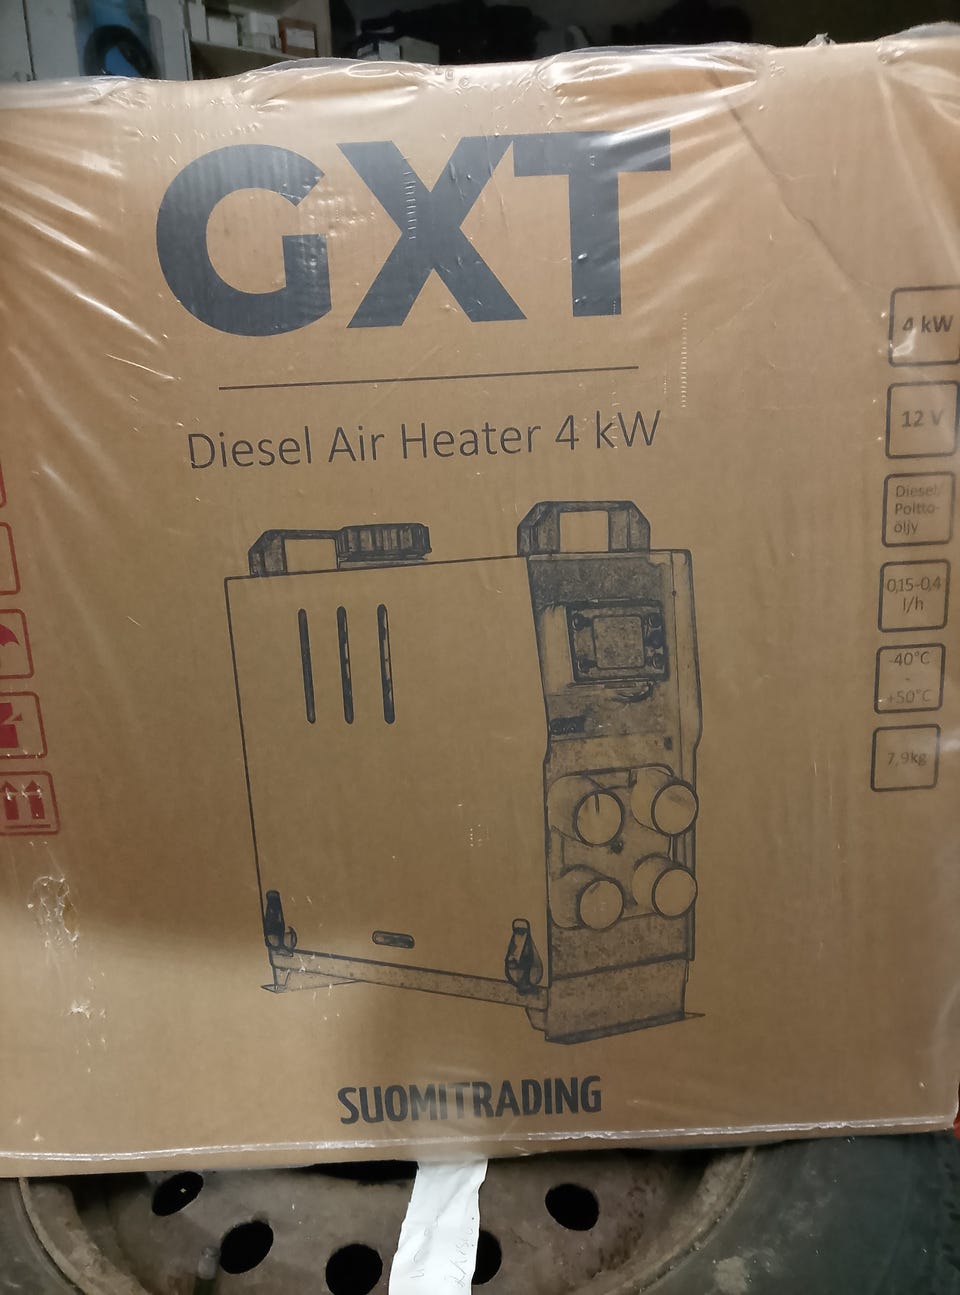 GXT
Diesel Air Heater 4 kW
4 kW
12 V
Diesel/
Poltto-
öljy
0,15-0,4
l/h
-40°C
-
+50°C
7,9kg
SUOMITRADING